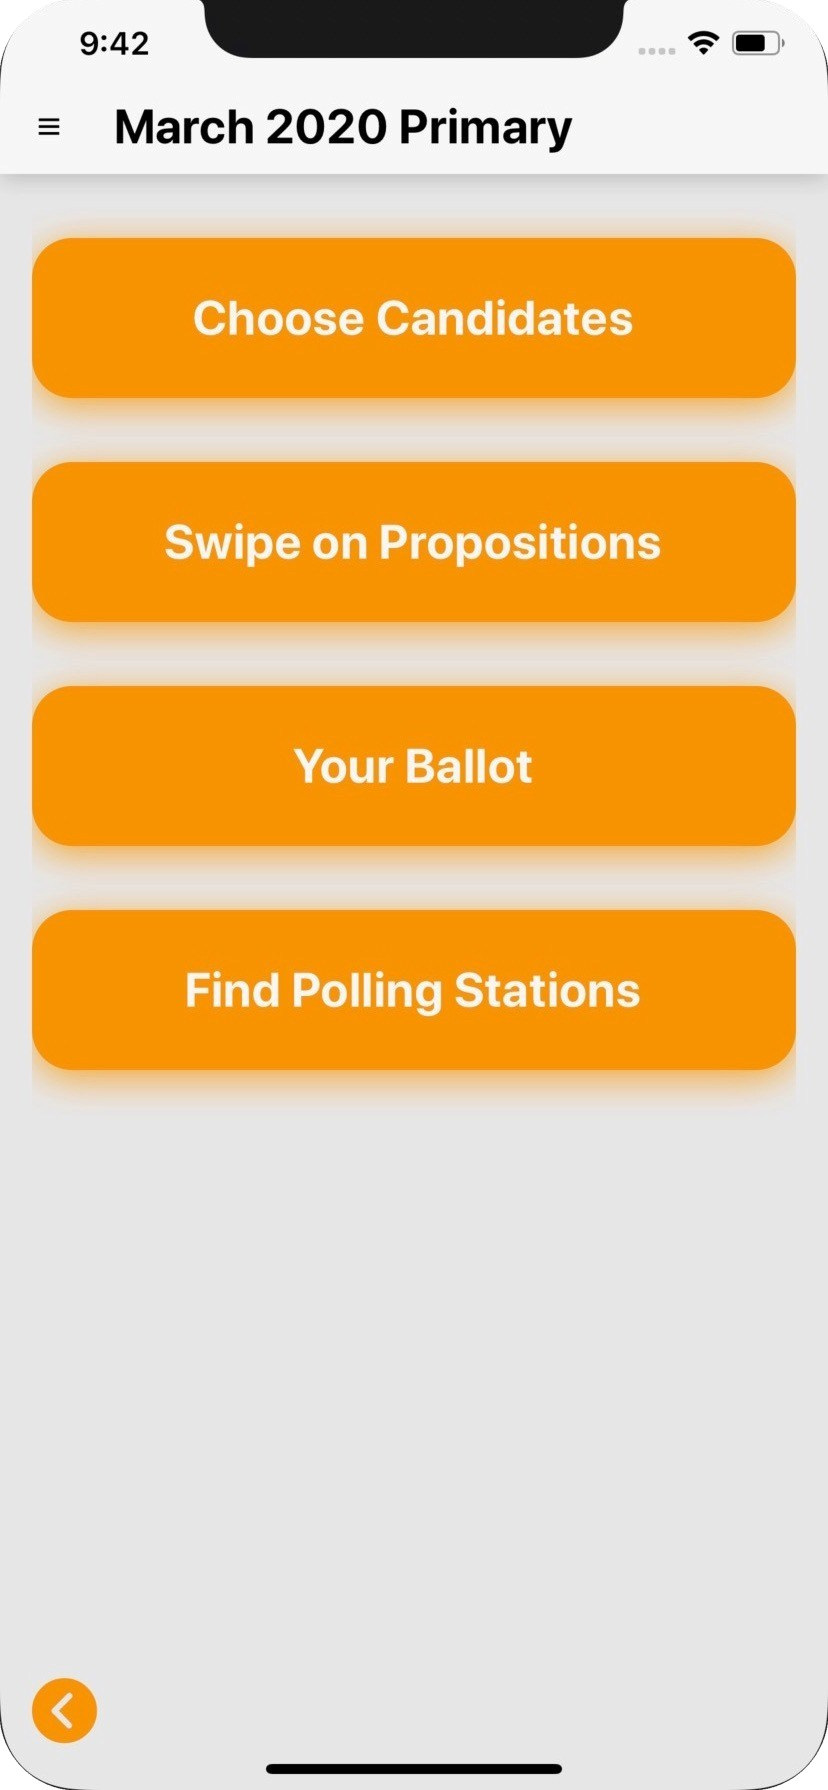 9:42
March 2020 Primary
Choose Candidates
Swipe on Propositions
Your Ballot
Find Polling Stations